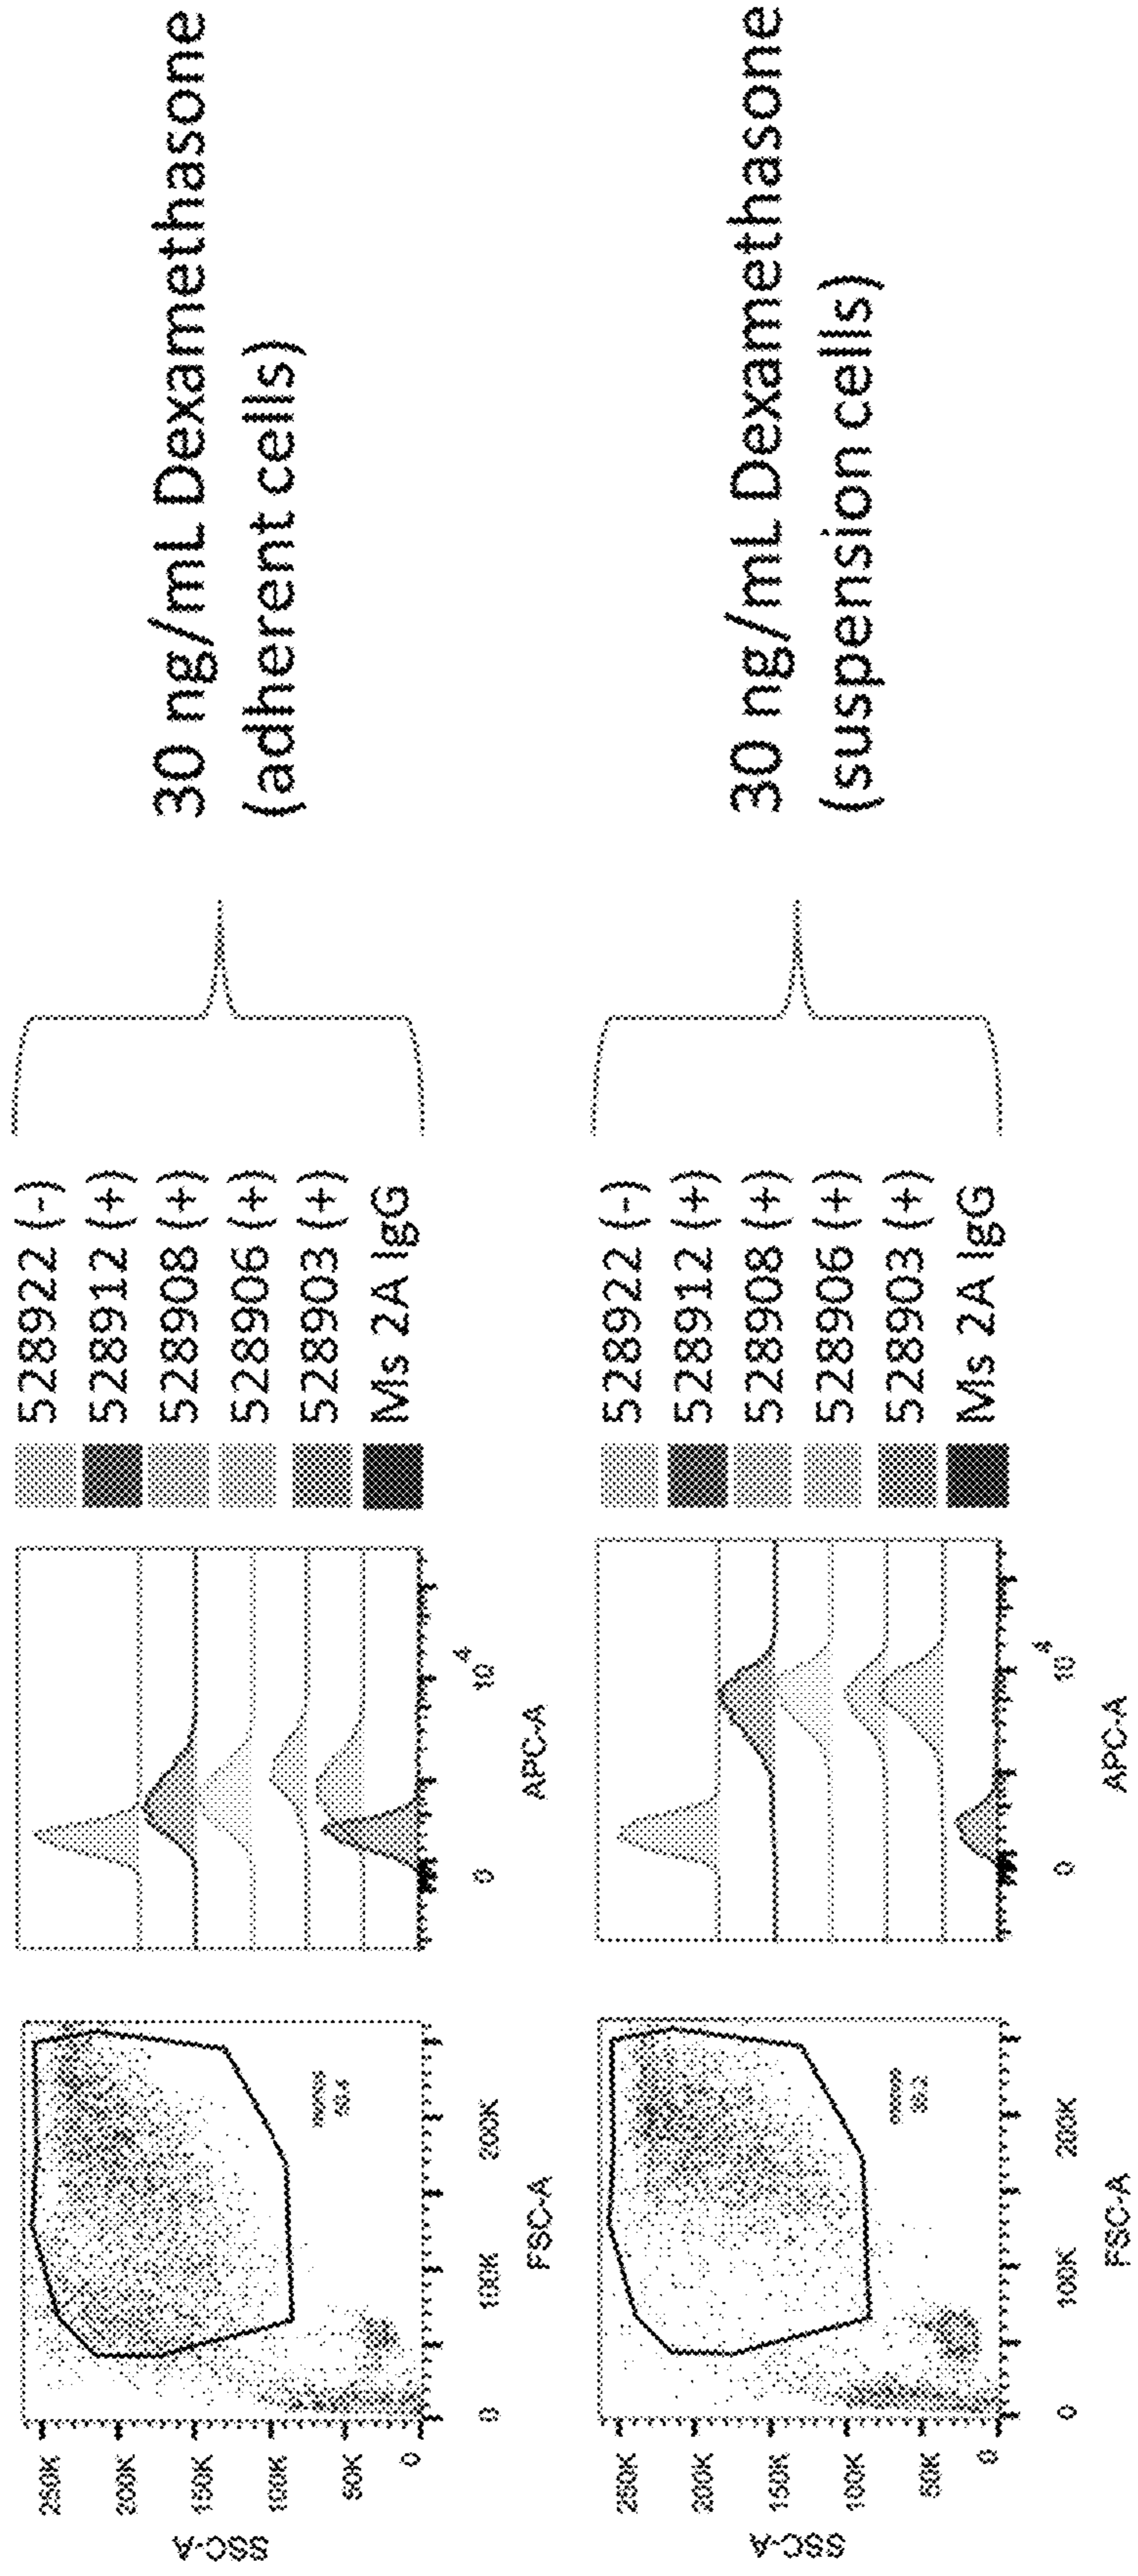 250K
200K
150K
100K
50K
0
SSC-A
0
100K
200K
FSC-A
0
10
4
APC-A
528922 (-)
528912 (+)
528908 (+)
528906 (+)
528903 (+)
Ms 2A IgG
30 ng/mL Dexamethasone
(adherent cells)
250K
200K
150K
100K
50K
0
SSC-A
0
100K
200K
FSC-A
0
10
4
APC-A
528922 (-)
528912 (+)
528908 (+)
528906 (+)
528903 (+)
Ms 2A IgG
30 ng/mL Dexamethasone
(suspension cells)